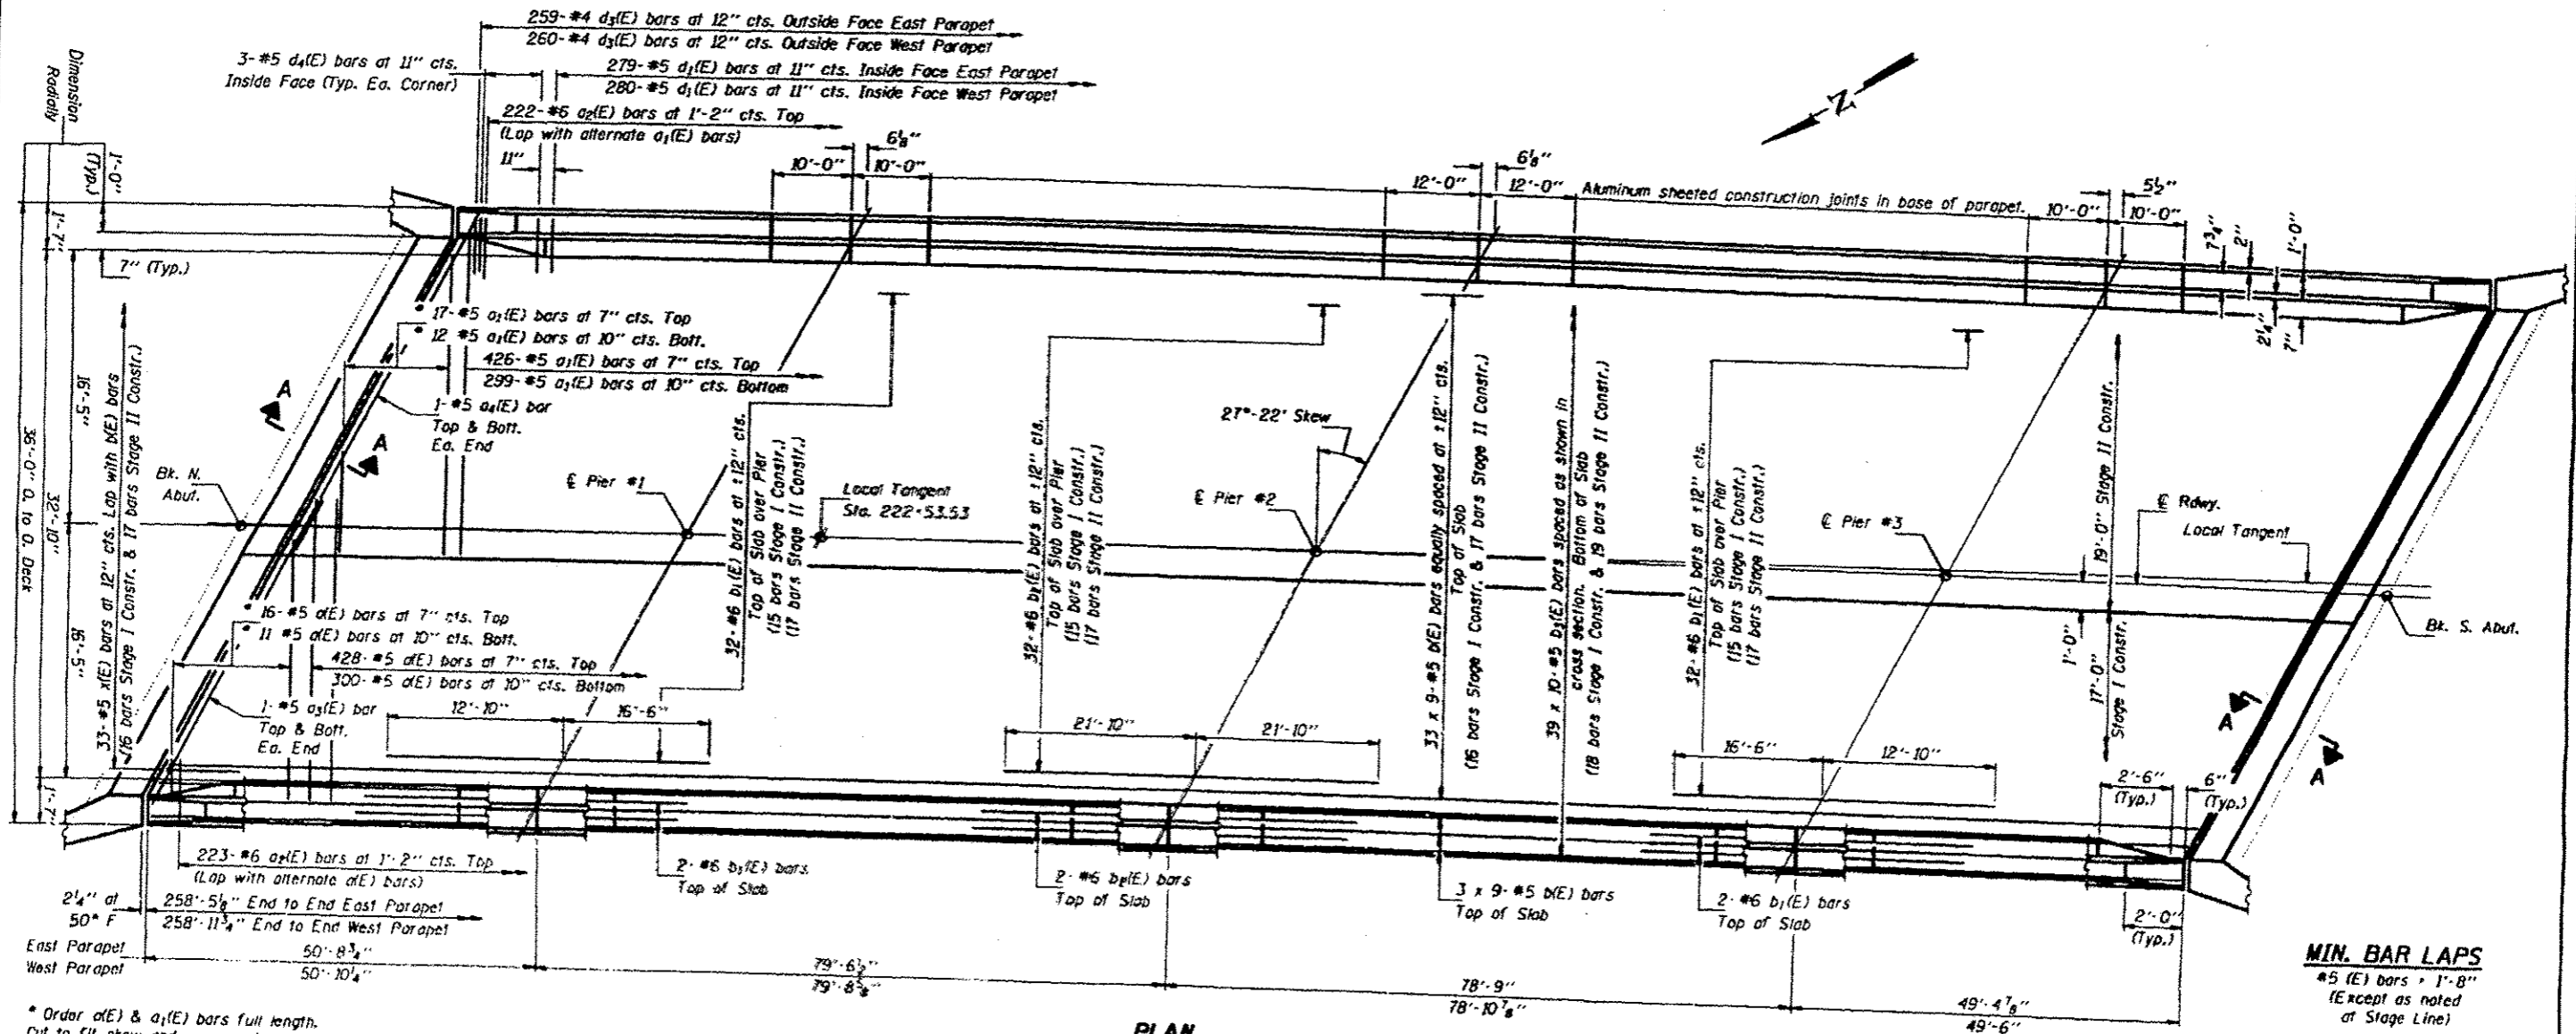 259-#4 d₃(E) bars at 12" cts. Outside Face East Parapet
260-#4 d₃(E) bars at 12" cts. Outside Face West Parapet
3-#5 d₄(E) bars at 11" cts.
Inside Face (Typ. Ea. Corner)
279-#5 d₁(E) bars at 11" cts. Inside Face East Parapet
280-#5 d₁(E) bars at 11" cts. Inside Face West Parapet
222-#6 a₂(E) bars at 1'-2" cts. Top
(Lap with alternate a₁(E) bars)
11"
10'-0"
6⅛"
10'-0"
12'-0"
6⅛"
12'-0"
Aluminum sheeted construction joints in base of parapet.
10'-0"
5½"
10'-0"
Z
Dimension
Radially
1'-0"
(Typ.)
1'-7"
7" (Typ.)
7¾"
2"
1'-0"
2¼"
7"
* 17-#5 a₁(E) bars at 7" cts. Top
* 12 #5 a₁(E) bars at 10" cts. Bott.
426-#5 a₁(E) bars at 7" cts. Top
299-#5 a₁(E) bars at 10" cts. Bottom
1-#5 a₄(E) bar
Top & Bott.
Ea. End
A
A
36'-0" O. to O. Deck
32'-10"
16'-5"
16'-5"
1'-7"
33-#5 x(E) bars at 12" cts. Lap with b(E) bars
(16 bars Stage I Constr. & 17 bars Stage II Constr.)
Bk. N.
Abut.
℄ Pier #1
Local Tangent
Sta. 222+53.53
℄ Pier #2
27°-22' Skew
℄ Pier #3
℄ Rdwy.
Local Tangent
Bk. S. Abut.
32-#6 b₁(E) bars at ±12" cts.
Top of Slab over Pier
(15 bars Stage I Constr.)
(17 bars Stage II Constr.)
32-#6 b₂(E) bars at ±12" cts.
Top of Slab over Pier
(15 bars Stage I Constr.)
(17 bars Stage II Constr.)
33 x 9-#5 b(E) bars equally spaced at ±12" cts.
Top of Slab
(16 bars Stage I Constr. & 17 bars Stage II Constr.)
39 x 10-#5 b₃(E) bars spaced as shown in
cross section. Bottom of Slab
(18 bars Stage I Constr. & 19 bars Stage II Constr.)
32-#6 b₁(E) bars at ±12" cts.
Top of Slab over Pier
(15 bars Stage I Constr.)
(17 bars Stage II Constr.)
19'-0" Stage II Constr.
1'-0"
17'-0"
Stage I Constr.
* 16-#5 a(E) bars at 7" cts. Top
* 11 #5 a(E) bars at 10" cts. Bott.
428-#5 a(E) bars at 7" cts. Top
300-#5 a(E) bars at 10" cts. Bottom
1-#5 a₃(E) bar
Top & Bott.
Ea. End
12'-10"
16'-6"
21'-10"
21'-10"
16'-6"
12'-10"
A
A
2'-6"
(Typ.)
6"
(Typ.)
223-#6 a₂(E) bars at 1'-2" cts. Top
(Lap with alternate a(E) bars)
2-#6 b₁(E) bars
Top of Slab
2-#6 b₂(E) bars
Top of Slab
3 x 9-#5 b(E) bars
Top of Slab
2-#6 b₁(E) bars
Top of Slab
2'-0"
(Typ.)
2¼" at
50° F
258'-5⅛" End to End East Parapet
258'-11¾" End to End West Parapet
East Parapet
West Parapet
50'-8¾"
50'-10¼"
79'-6½"
79'-8⅝"
78'-9"
78'-10⅞"
49'-4⅞"
49'-6"
MIN. BAR LAPS
#5 (E) bars = 1'-8"
(Except as noted
at Stage Line)
* Order a(E) & a₁(E) bars full length.
PLAN